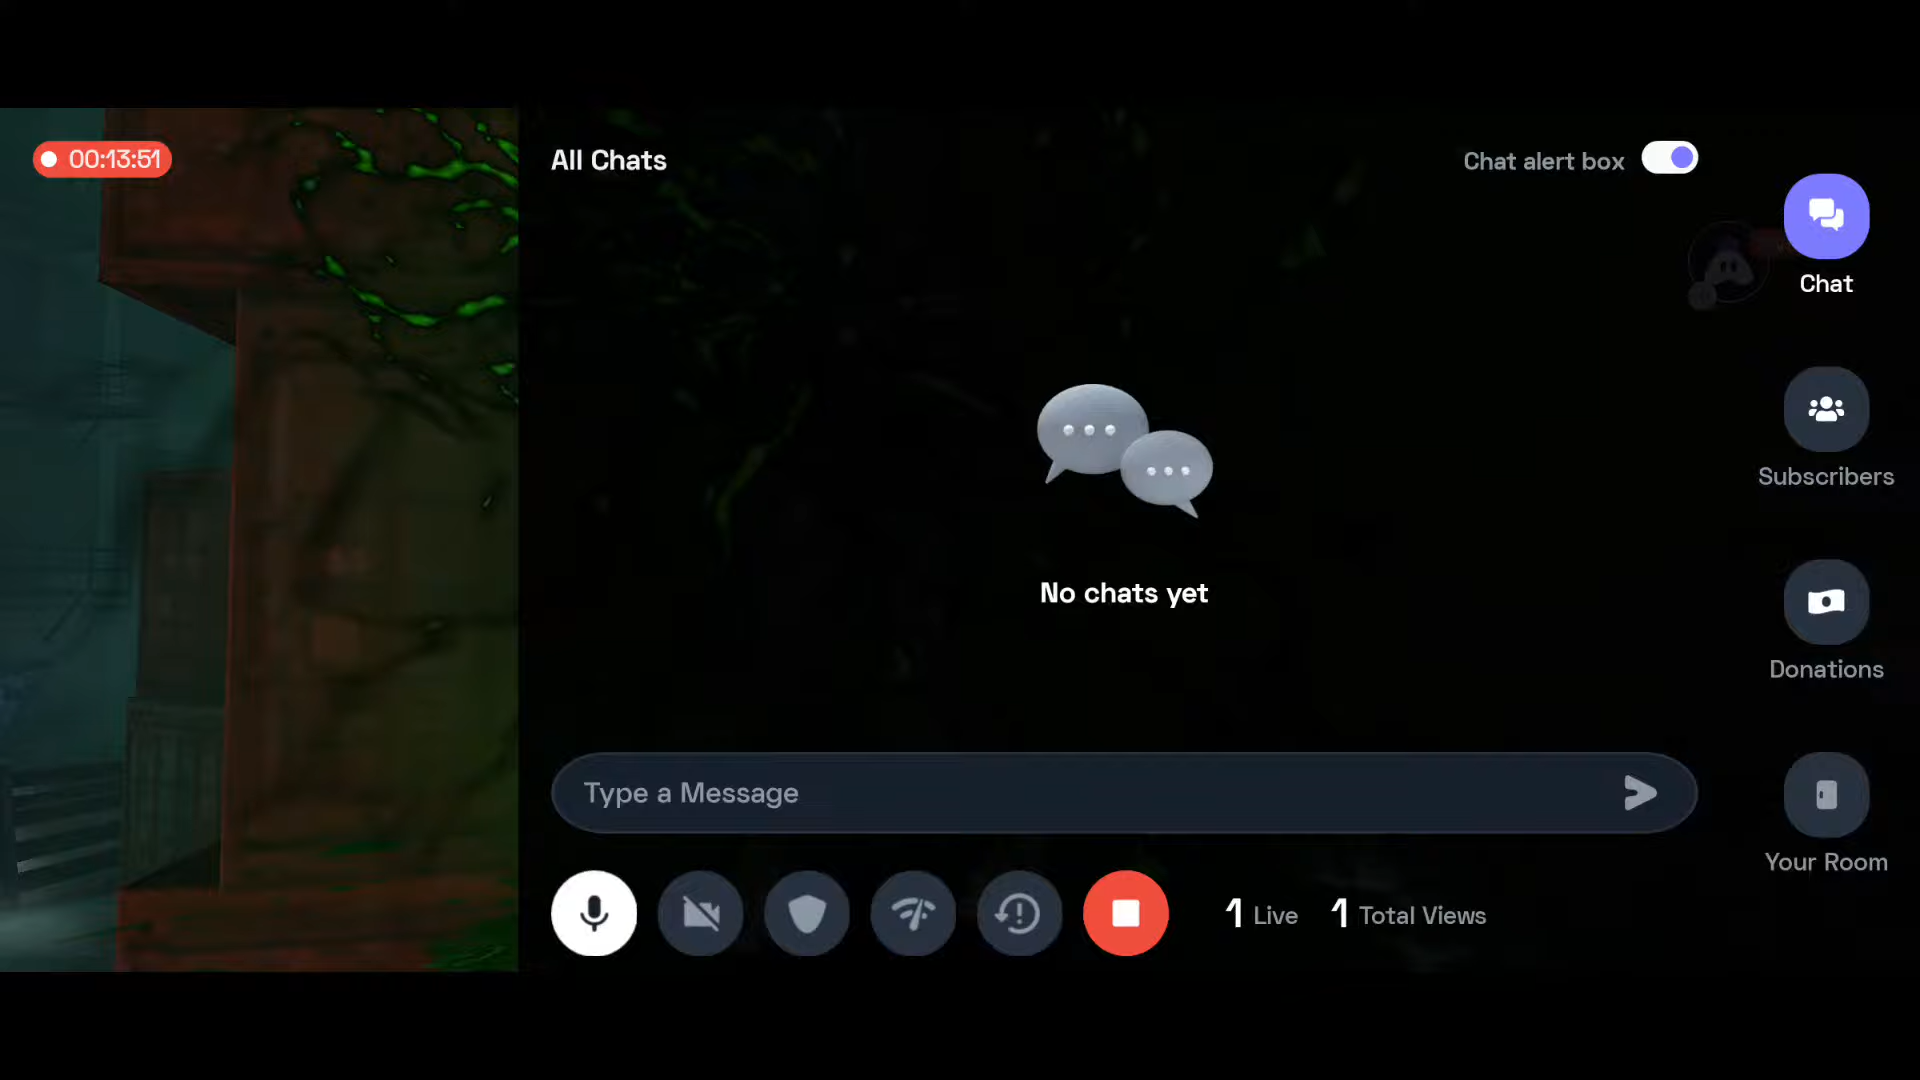 00:13:51
All Chats
Chat alert box
Chat
Subscribers
No chats yet
Donations
Type a Message
Your Room
1 Live 1 Total Views